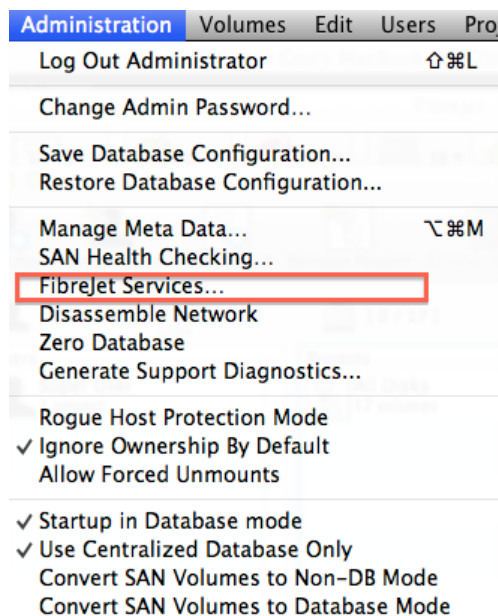 Administration Volumes Edit Users Proj
Log Out Administrator ⇧⌘L
Change Admin Password...
Save Database Configuration...
Restore Database Configuration...
Manage Meta Data... ⌥⌘M
SAN Health Checking...
FibreJet Services...
Disassemble Network
Zero Database
Generate Support Diagnostics...
Rogue Host Protection Mode
✓ Ignore Ownership By Default
Allow Forced Unmounts
✓ Startup in Database mode
✓ Use Centralized Database Only
Convert SAN Volumes to Non-DB Mode
Convert SAN Volumes to Database Mode